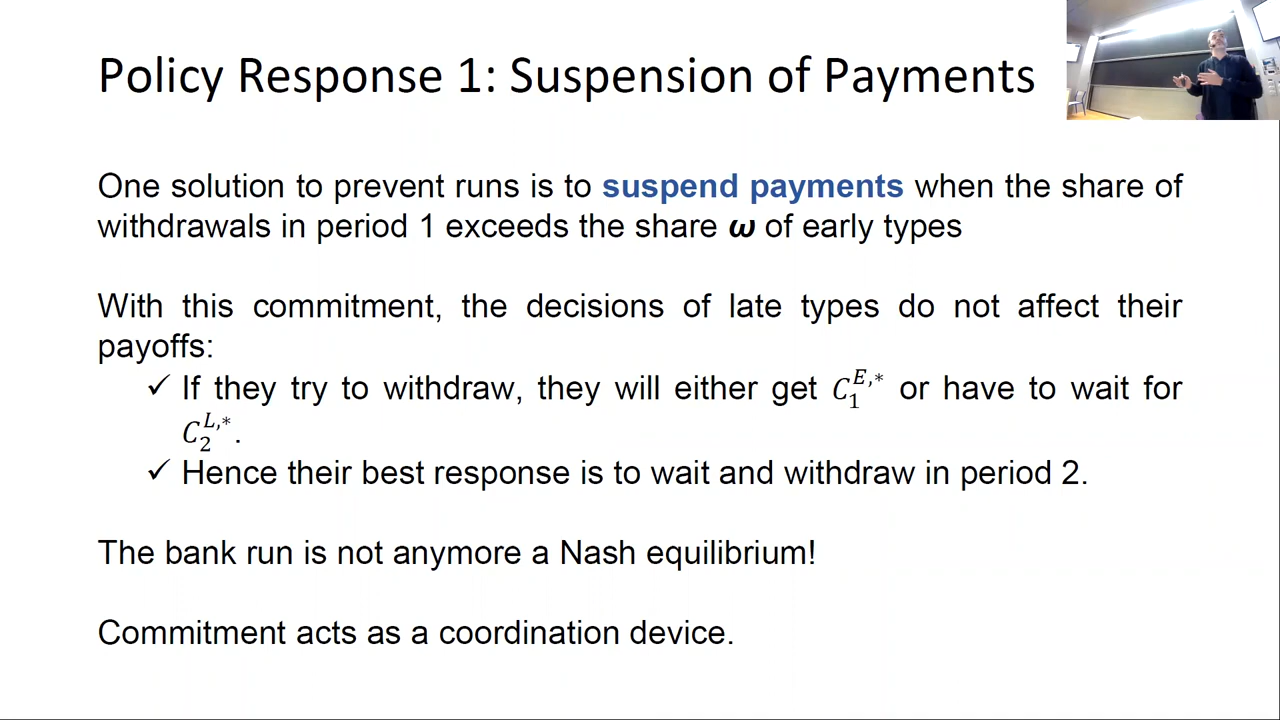 Policy Response 1: Suspension of Payments
One solution to prevent runs is to suspend payments when the share of
withdrawals in period 1 exceeds the share ω of early types
With this commitment, the decisions of late types do not affect their
payoffs:
✓ If they try to withdraw, they will either get $C_1^{E,*}$ or have to wait for
$C_2^{L,*}$.
✓ Hence their best response is to wait and withdraw in period 2.
The bank run is not anymore a Nash equilibrium!
Commitment acts as a coordination device.